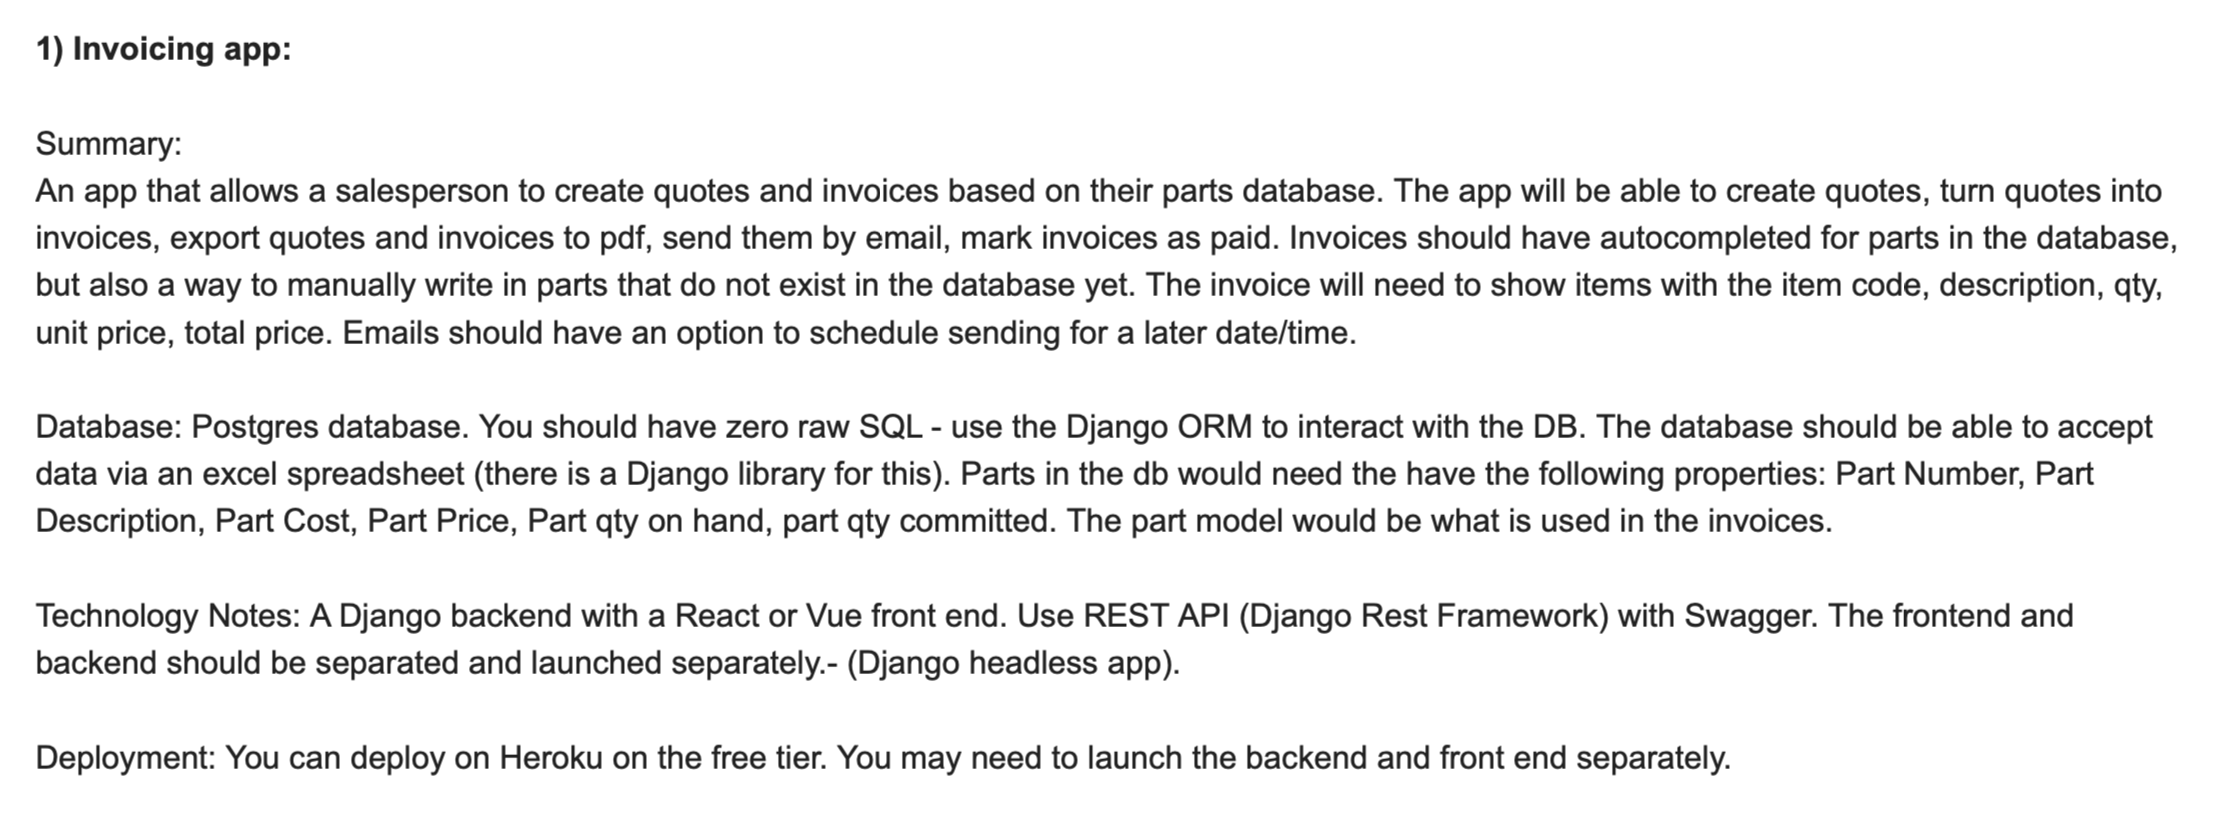 1) Invoicing app:
Summary:
An app that allows a salesperson to create quotes and invoices based on their parts database. The app will be able to create quotes, turn quotes into
invoices, export quotes and invoices to pdf, send them by email, mark invoices as paid. Invoices should have autocompleted for parts in the database,
but also a way to manually write in parts that do not exist in the database yet. The invoice will need to show items with the item code, description, qty,
unit price, total price. Emails should have an option to schedule sending for a later date/time.
Database: Postgres database. You should have zero raw SQL - use the Django ORM to interact with the DB. The database should be able to accept
data via an excel spreadsheet (there is a Django library for this). Parts in the db would need the have the following properties: Part Number, Part
Description, Part Cost, Part Price, Part qty on hand, part qty committed. The part model would be what is used in the invoices.
Technology Notes: A Django backend with a React or Vue front end. Use REST API (Django Rest Framework) with Swagger. The frontend and
backend should be separated and launched separately.- (Django headless app).
Deployment: You can deploy on Heroku on the free tier. You may need to launch the backend and front end separately.